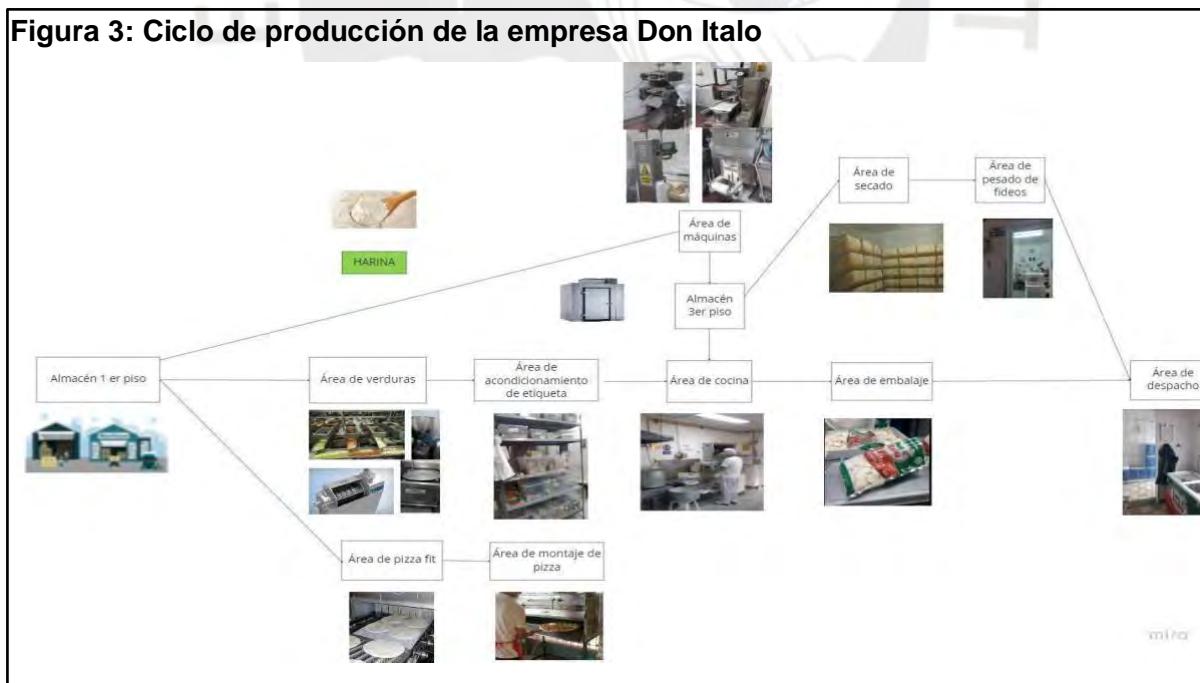 Figura 3: Ciclo de producción de la empresa Don Italo
Área de
secado
Área de
pesado de
fideos
Área de
máquinas
HARINA
Almacén
3er piso
Almacén 1 er piso
Área de verduras
Área de
acondicionamiento
de etiqueta
Área de cocina
Área de embalaje
Área de
despacho
Área de pizza fit
Área de montaje de
pizza
miro